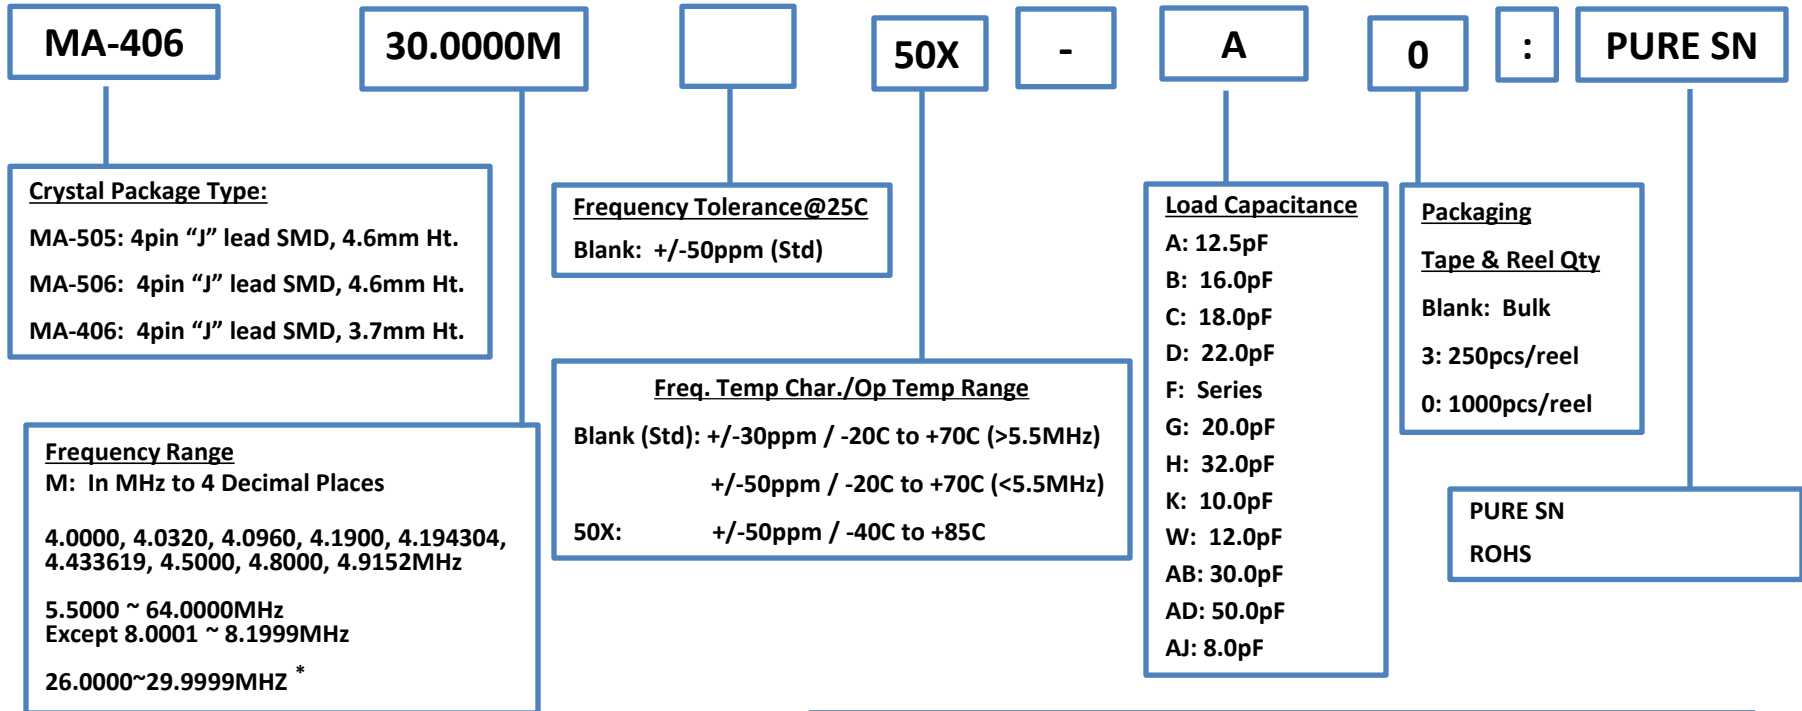 MA-406
30.0000M
50X
-
A
0
:
PURE SN
Crystal Package Type:
MA-505: 4pin “J” lead SMD, 4.6mm Ht.
MA-506: 4pin “J” lead SMD, 4.6mm Ht.
MA-406: 4pin “J” lead SMD, 3.7mm Ht.
Frequency Range
M: In MHz to 4 Decimal Places
4.0000, 4.0320, 4.0960, 4.1900, 4.194304,
4.433619, 4.5000, 4.8000, 4.9152MHz
5.5000 ~ 64.0000MHz
Except 8.0001 ~ 8.1999MHz
26.0000~29.9999MHZ *
Frequency Tolerance@25C
Blank: +/-50ppm (Std)
Freq. Temp Char./Op Temp Range
Blank (Std): +/-30ppm / -20C to +70C (>5.5MHz)
+/-50ppm / -20C to +70C (<5.5MHz)
50X: +/-50ppm / -40C to +85C
Load Capacitance
A: 12.5pF
B: 16.0pF
C: 18.0pF
D: 22.0pF
F: Series
G: 20.0pF
H: 32.0pF
K: 10.0pF
W: 12.0pF
AB: 30.0pF
AD: 50.0pF
AJ: 8.0pF
Packaging
Tape & Reel Qty
Blank: Bulk
3: 250pcs/reel
0: 1000pcs/reel
PURE SN
ROHS